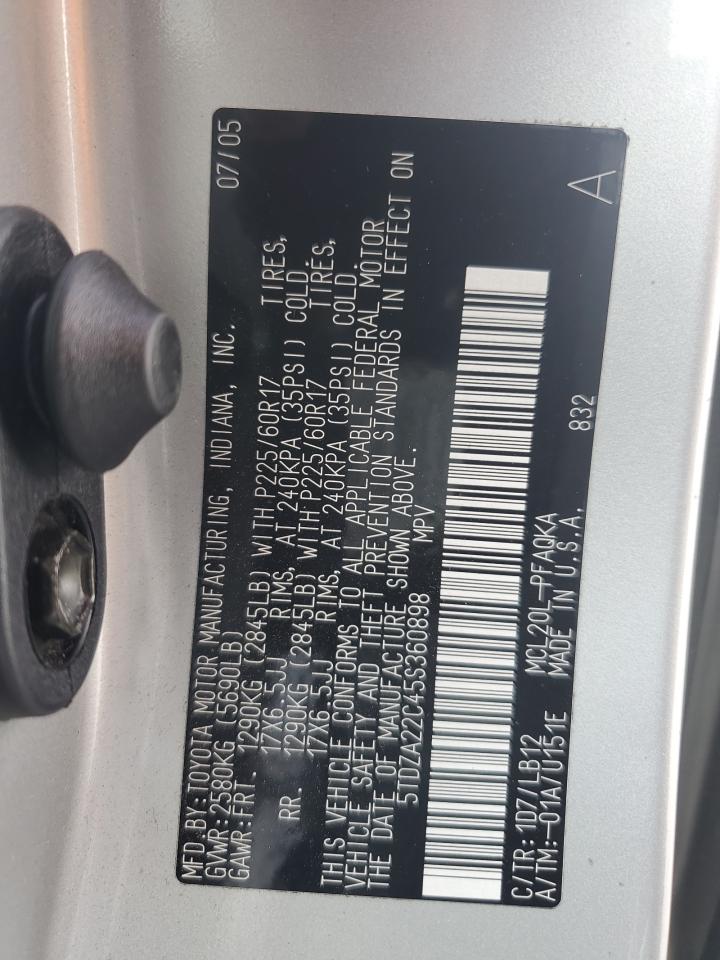 MFD.BY:TOYOTA MOTOR MANUFACTURING, INDIANA, INC. 07/05
GVWR:2580KG (5690LB)
GAWR:FRT. 1290KG (2845LB) WITH P225/60R17 TIRES,
17X6.5JJ RIMS, AT 240KPA (35PSI) COLD.
RR. 1290KG (2845LB) WITH P225/60R17 TIRES,
17X6.5JJ RIMS, AT 240KPA (35PSI) COLD.
THIS VEHICLE CONFORMS TO ALL APPLICABLE FEDERAL MOTOR
VEHICLE SAFETY AND THEFT PREVENTION STANDARDS IN EFFECT ON
THE DATE OF MANUFACTURE SHOWN ABOVE.
5TDZA22C45S360898 MPV
C/TR:1D7/LB12 MCL20L-PFAQKA 832
A/TM:-01A/U151E MADE IN U.S.A. A